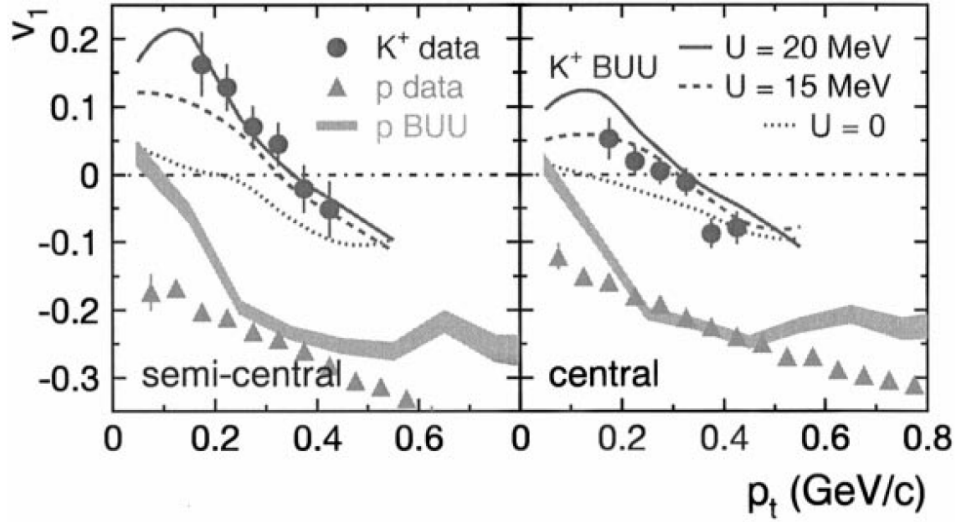 v₁
0.2
0.1
0
-0.1
-0.2
-0.3
K⁺ data
p data
p BUU
semi-central
0 0.2 0.4
K⁺ BUU
U = 20 MeV
U = 15 MeV
U = 0
central
0 0.2 0.4 0.6 0.8
pₜ (GeV/c)